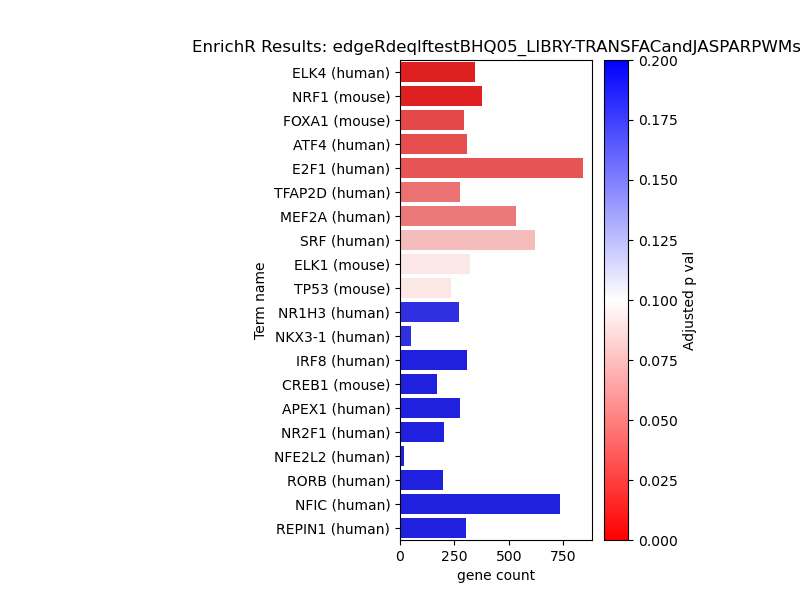 EnrichR Results: edgeRdeqlftestBHQ05_LIBRY-TRANSFACandJASPARPWMs
Term name
ELK4 (human)
NRF1 (mouse)
FOXA1 (mouse)
ATF4 (human)
E2F1 (human)
TFAP2D (human)
MEF2A (human)
SRF (human)
ELK1 (mouse)
TP53 (mouse)
NR1H3 (human)
NKX3-1 (human)
IRF8 (human)
CREB1 (mouse)
APEX1 (human)
NR2F1 (human)
NFE2L2 (human)
RORB (human)
NFIC (human)
REPIN1 (human)
0 250 500 750
gene count
0.200
0.175
0.150
0.125
0.100
0.075
0.050
0.025
0.000
Adjusted p val